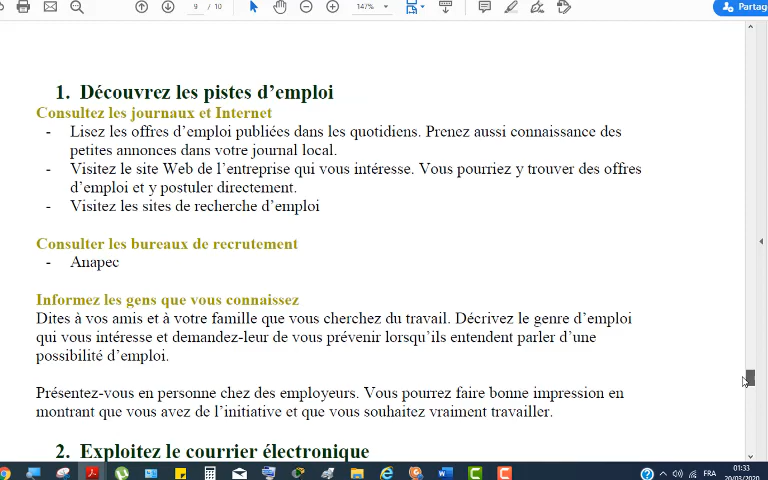 9 / 10
147%
Partag
1. Découvrez les pistes d'emploi
Consultez les journaux et Internet
- Lisez les offres d'emploi publiées dans les quotidiens. Prenez aussi connaissance des
petites annonces dans votre journal local.
- Visitez le site Web de l'entreprise qui vous intéresse. Vous pourriez y trouver des offres
d'emploi et y postuler directement.
- Visitez les sites de recherche d'emploi
Consulter les bureaux de recrutement
- Anapec
Informez les gens que vous connaissez
Dites à vos amis et à votre famille que vous cherchez du travail. Décrivez le genre d'emploi
qui vous intéresse et demandez-leur de vous prévenir lorsqu'ils entendent parler d'une
possibilité d'emploi.
Présentez-vous en personne chez des employeurs. Vous pourrez faire bonne impression en
montrant que vous avez de l'initiative et que vous souhaitez vraiment travailler.
2. Exploitez le courrier électronique
FRA
01:33
20/03/2020